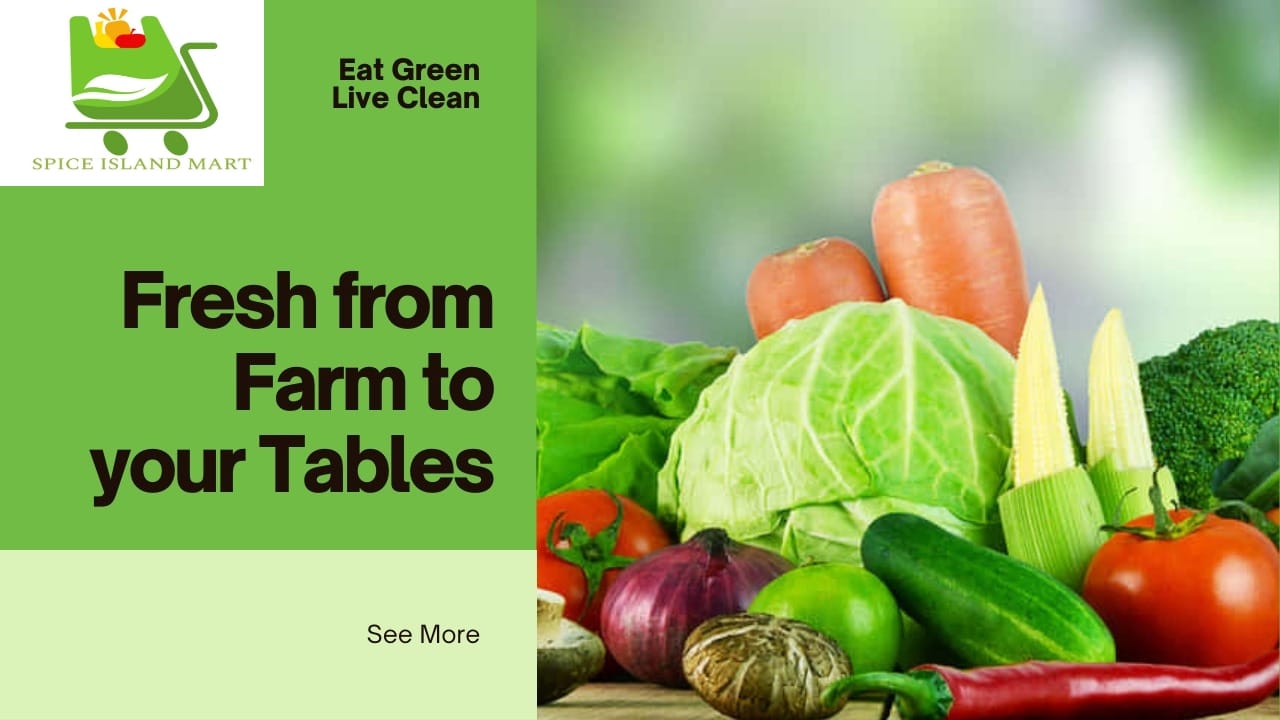 SPICE ISLAND MART
Eat Green
Live Clean
Fresh from
Farm to
your Tables
See More